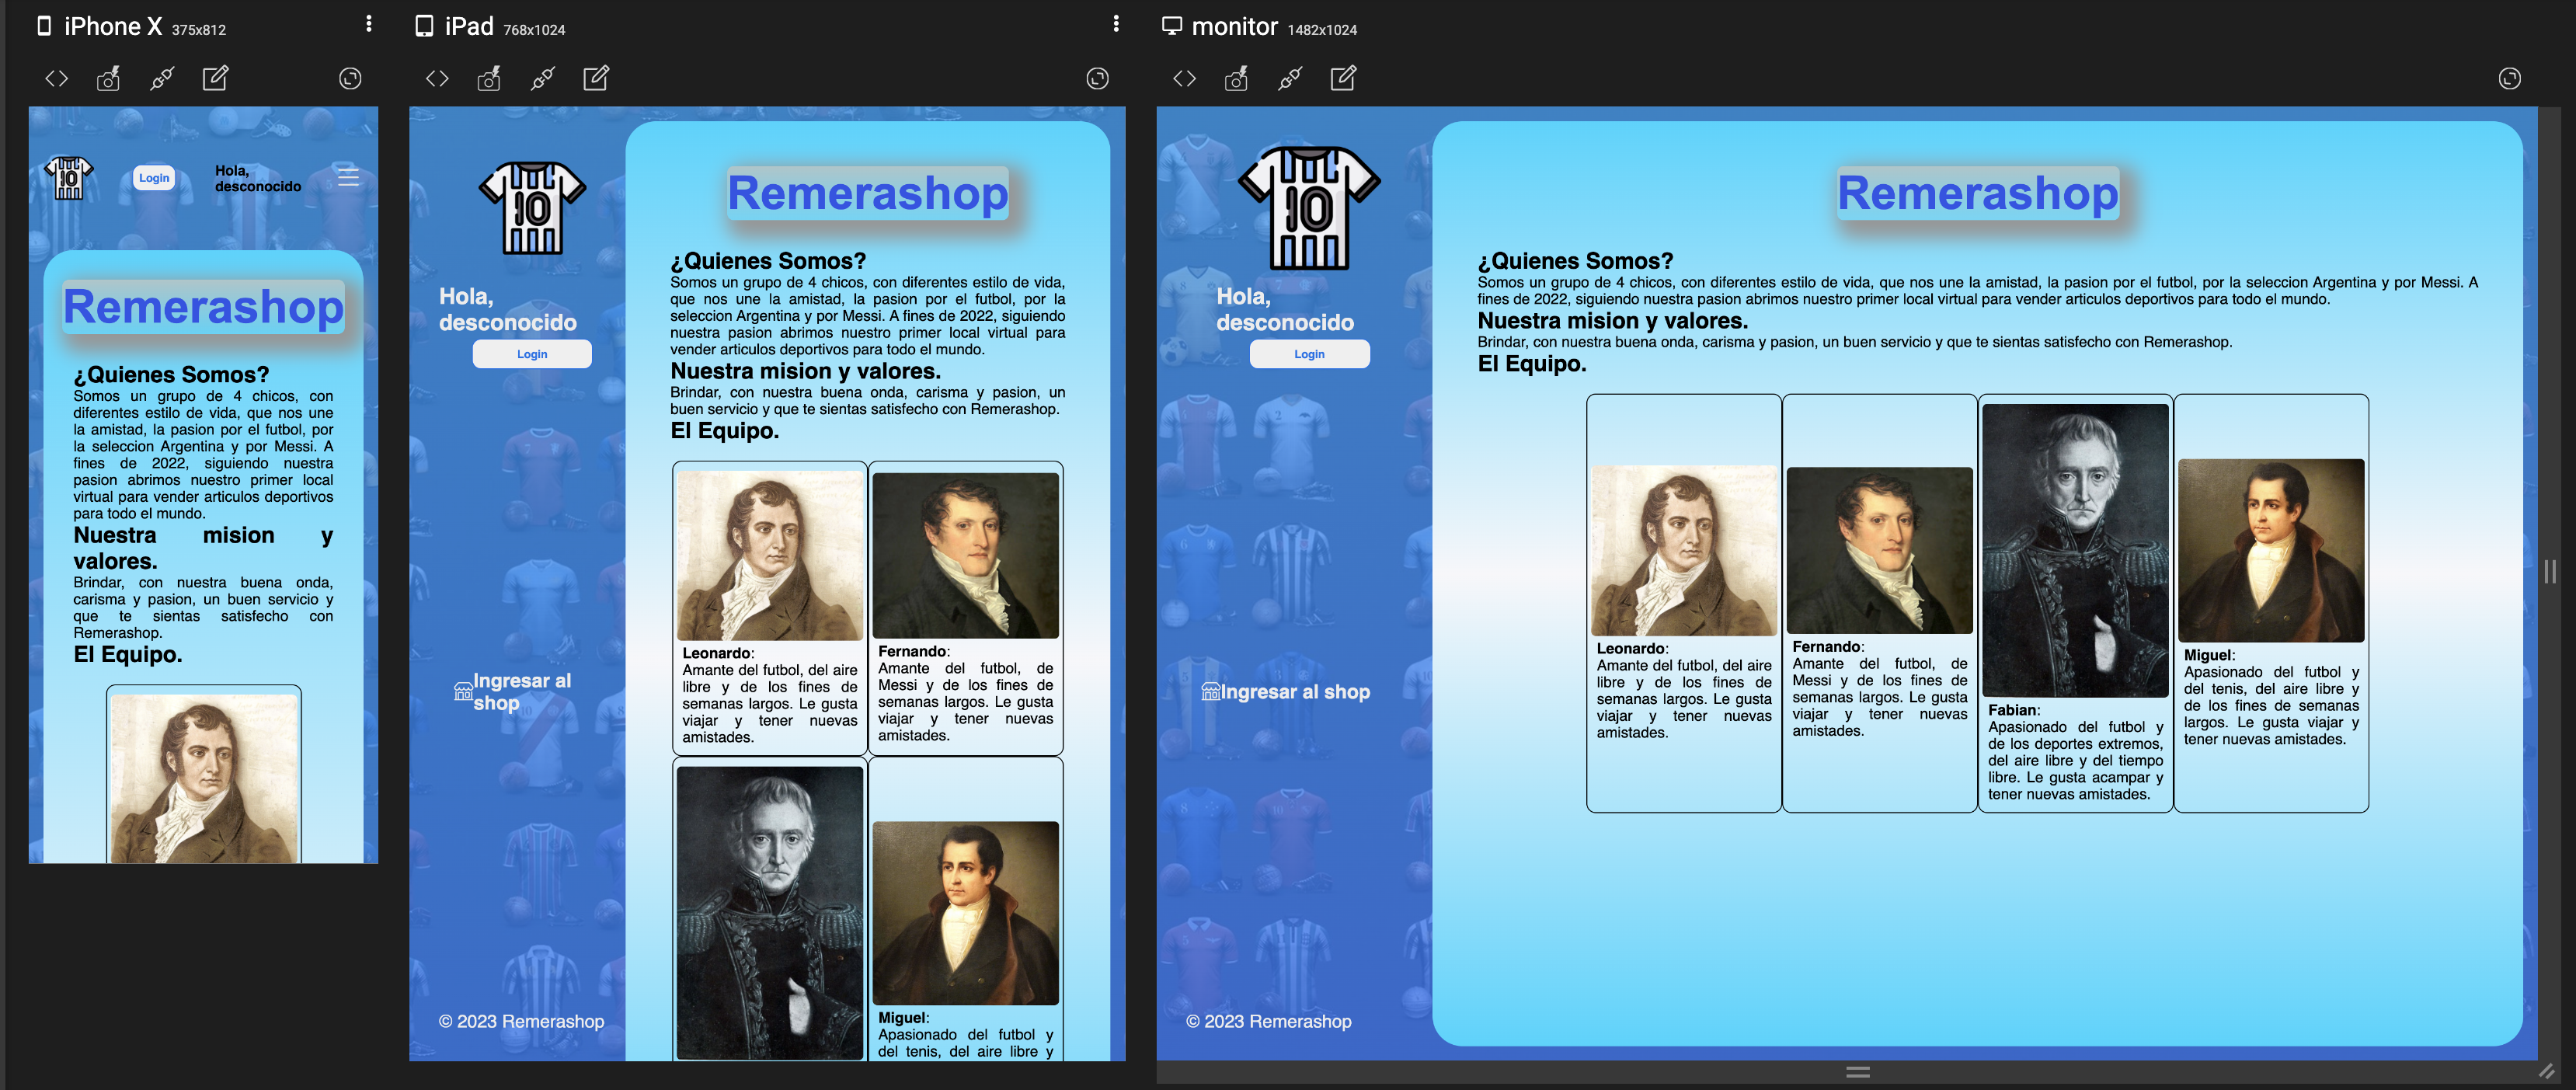 iPhone X 375x812
Login
Hola,
desconocido
10
Remerashop
¿Quienes Somos?
Somos un grupo de 4 chicos, con
diferentes estilo de vida, que nos une
la amistad, la pasion por el futbol, por
la seleccion Argentina y por Messi. A
fines de 2022, siguiendo nuestra
pasion abrimos nuestro primer local
virtual para vender articulos deportivos
para todo el mundo.
Nuestra mision y
valores.
Brindar, con nuestra buena onda,
carisma y pasion, un buen servicio y
que te sientas satisfecho con
Remerashop.
El Equipo.
iPad 768x1024
10
Hola,
desconocido
Login
Ingresar al
shop
© 2023 Remerashop
Remerashop
¿Quienes Somos?
Somos un grupo de 4 chicos, con diferentes estilo de vida,
que nos une la amistad, la pasion por el futbol, por la
seleccion Argentina y por Messi. A fines de 2022, siguiendo
nuestra pasion abrimos nuestro primer local virtual para
vender articulos deportivos para todo el mundo.
Nuestra mision y valores.
Brindar, con nuestra buena onda, carisma y pasion, un
buen servicio y que te sientas satisfecho con Remerashop.
El Equipo.
Leonardo:
Amante del futbol, del aire
libre y de los fines de
semanas largos. Le gusta
viajar y tener nuevas
amistades.
Fernando:
Amante del futbol, de
Messi y de los fines de
semanas largos. Le gusta
viajar y tener nuevas
amistades.
Miguel:
Apasionado del futbol y
del tenis, del aire libre y
monitor 1482x1024
10
Hola,
desconocido
Login
Ingresar al shop
© 2023 Remerashop
Remerashop
¿Quienes Somos?
Somos un grupo de 4 chicos, con diferentes estilo de vida, que nos une la amistad, la pasion por el futbol, por la seleccion Argentina y por Messi. A
fines de 2022, siguiendo nuestra pasion abrimos nuestro primer local virtual para vender articulos deportivos para todo el mundo.
Nuestra mision y valores.
Brindar, con nuestra buena onda, carisma y pasion, un buen servicio y que te sientas satisfecho con Remerashop.
El Equipo.
Leonardo:
Amante del futbol, del aire
libre y de los fines de
semanas largos. Le gusta
viajar y tener nuevas
amistades.
Fernando:
Amante del futbol, de
Messi y de los fines de
semanas largos. Le gusta
viajar y tener nuevas
amistades.
Fabian:
Apasionado del futbol y
de los deportes extremos,
del aire libre y del tiempo
libre. Le gusta acampar y
tener nuevas amistades.
Miguel:
Apasionado del futbol y
del tenis, del aire libre y
de los fines de semanas
largos. Le gusta viajar y
tener nuevas amistades.